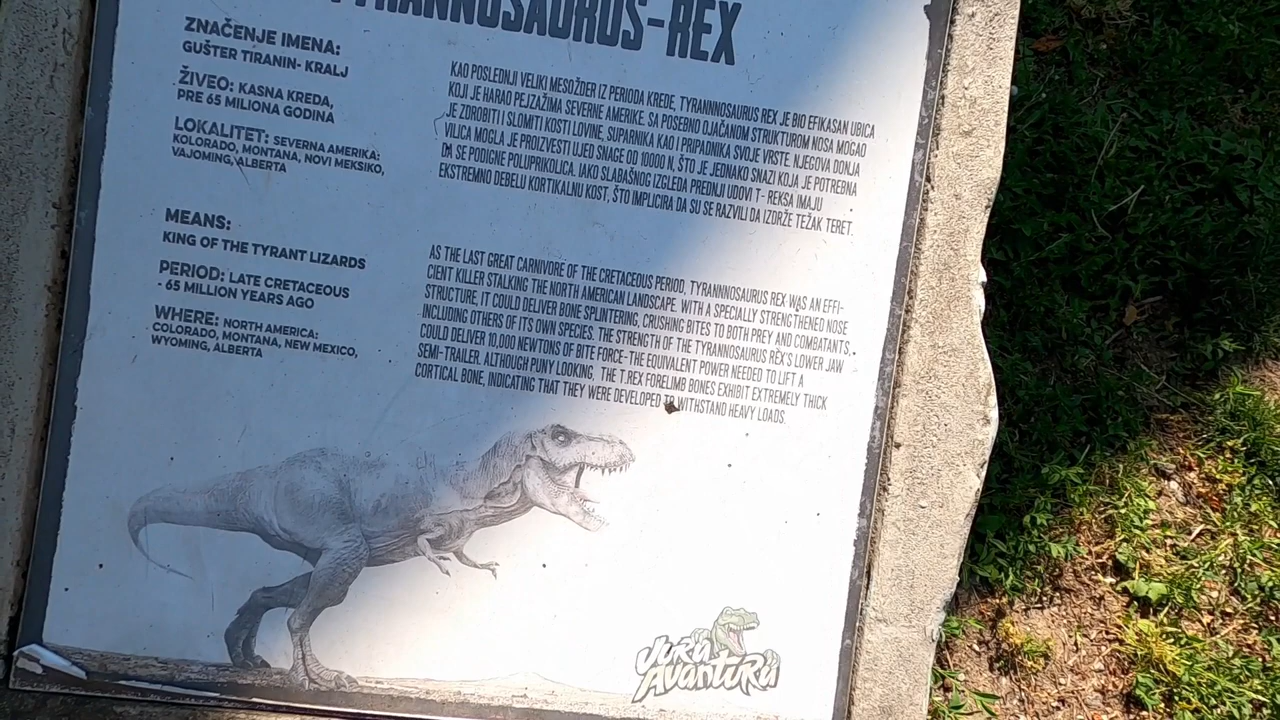 TYRANNNOSAURUS-REX
ZNAČENJE IMENA:
GUŠTER TIRANIN- KRALJ
ŽIVEO: KASNA KREDA,
PRE 65 MILIONA GODINA
LOKALITET: SEVERNA AMERIKA:
KOLORADO, MONTANA, NOVI MEKSIKO,
VAJOMING, ALBERTA
KAO POSLEDNJI VELIKI MESOŽDER IZ PERIODA KREDE, TYRANNNOSAURUS REX JE BIO EFIKASAN UBICA
KOJI JE HARAO PEJZAŽIMA SEVERNE AMERIKE. SA POSEBNO OJAČANOM STRUKTUROM NOSA MOGAO
JE ZDROBITI I SLOMITI KOSTI LOVINE, SUPARNIKA KAO I PRIPADNIKA SVOJE VRSTE. NJEGOVA DONJA
VILICA MOGLA JE PROIZVESTI UJED SNAGE OD 10000 N, ŠTO JE JEDNAKO SNAZI KOJA JE POTREBNA
DA SE PODIGNE POLUPRIKOLICA. IAKO SLABAŠNOG IZGLEDA PREDNJI UDOVI T- REKSA IMAJU
EKSTREMNO DEBELU KORTIKALNU KOST, ŠTO IMPLICIRA DA SU SE RAZVILI DA IZDRŽE TEŽAK TERET.
MEANS:
KING OF THE TYRANT LIZARDS
PERIOD: LATE CRETACEOUS
- 65 MILLION YEARS AGO
WHERE: NORTH AMERICA:
COLORADO, MONTANA, NEW MEXICO,
WYOMING, ALBERTA
AS THE LAST GREAT CARNIVORE OF THE CRETACEOUS PERIOD, TYRANNNOSAURUS REX WAS AN EFFI-
CIENT KILLER STALKING THE NORTH AMERICAN LANDSCAPE. WITH A SPECIALLY STRENGTHENED NOSE
STRUCTURE, IT COULD DELIVER BONE SPLINTERING, CRUSHING BITES TO BOTH PREY AND COMBATANTS,
INCLUDING OTHERS OF ITS OWN SPECIES. THE STRENGTH OF THE TYRANNOSAURUS REX'S LOWER JAW
COULD DELIVER 10,000 NEWTONS OF BITE FORCE-THE EQUIVALENT POWER NEEDED TO LIFT A
SEMI-TRAILER. ALTHOUGH PUNY LOOKING, THE T.REX FORELIMB BONES EXHIBIT EXTREMELY THICK
CORTICAL BONE, INDICATING THAT THEY WERE DEVELOPED TO WITHSTAND HEAVY LOADS.
JURA
AVANTURA